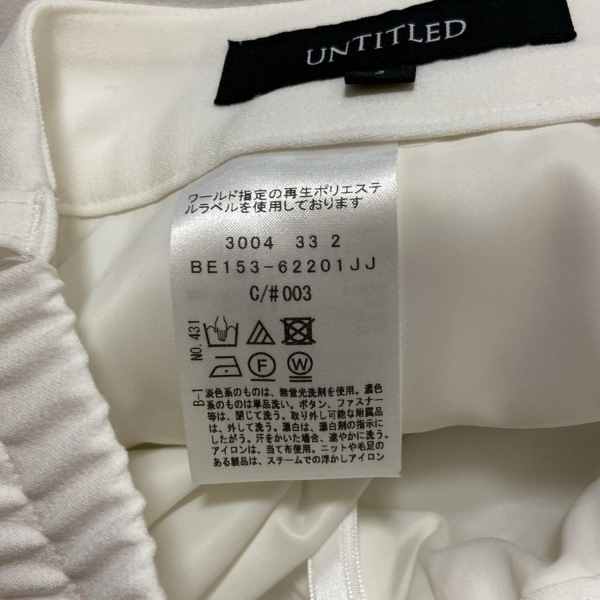 UNTITLED
ワールド指定の再生ポリエステ
ルラベルを使用しております
3004 33 2
BE153-62201JJ
C/#003
NO.431
F
W
B-1
淡色系のものは、無蛍光洗剤を使用。濃色
系のものは単品洗い。ボタン、ファスナー
等は、閉じて洗う。取り外し可能な附属品
は、外して洗う。漂白は、漂白剤の指示に
したがう。汗をかいた場合、速やかに洗う。
アイロンは、当て布使用。ニットや毛足の
ある製品は、スチームでの浮かしアイロン